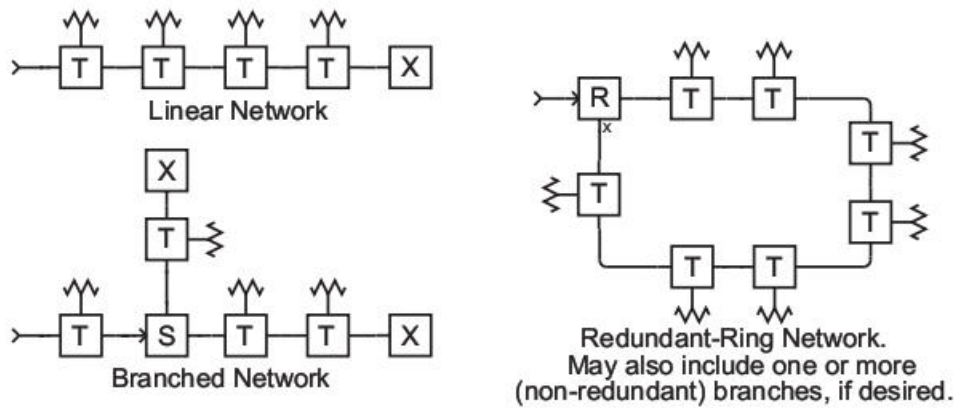 T T T T X
Linear Network
X
T
T S T T X
Branched Network
R T T
x
T
T
T
T T
Redundant-Ring Network.
May also include one or more
(non-redundant) branches, if desired.